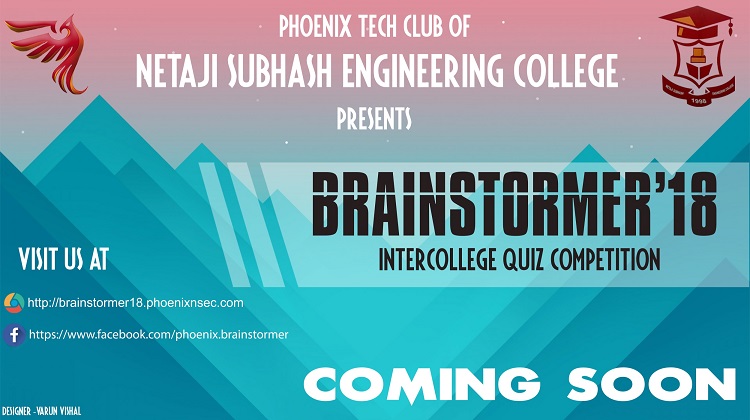 PHOENIX TECH CLUB OF
NETAJI SUBHASH ENGINEERING COLLEGE
PRESENTS
1998
BRAINSTORMER'18
INTERCOLLEGE QUIZ COMPETITION
VISIT US AT
http://brainstormer18.phoenixnsec.com
https://www.facebook.com/phoenix.brainstormer
COMING SOON
DESIGNER -VARUN VISHAL